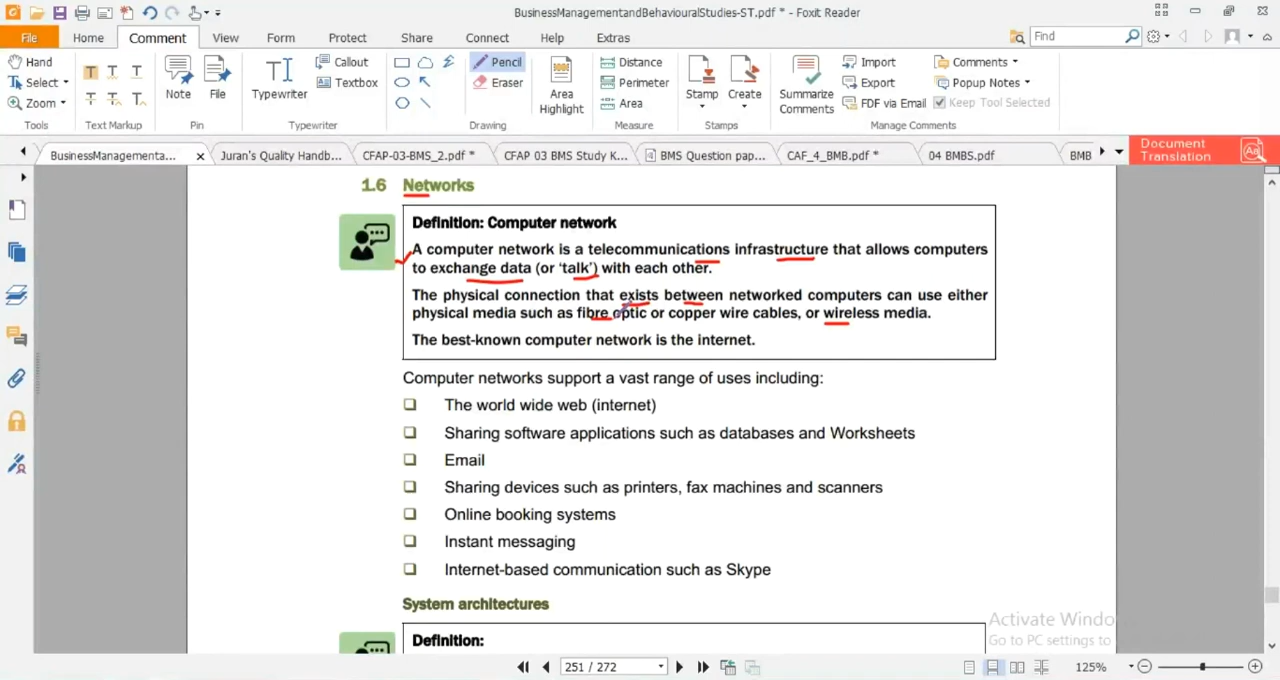 BusinessManagementandBehaviouralStudies-ST.pdf * - Foxit Reader
File Home Comment View Form Protect Share Connect Help Extras Find
Hand
Select
Zoom
Tools
T T T
T T T
Text Markup
Note
File
Pin
Typewriter
Callout
Textbox
Typewriter
Pencil
Eraser
Drawing
Area Highlight
Distance
Perimeter
Area
Measure
Stamp
Create
Stamps
Summarize Comments
Import
Export
FDF via Email
Comments
Popup Notes
Keep Tool Selected
Manage Comments
BusinessManagementa... x Juran's Quality Handb... CFAP-03-BMS_2.pdf * CFAP 03 BMS Study K... BMS Question pap... CAF_4_BMB.pdf * 04 BMBS.pdf BMB
Document Translation
1.6 Networks
Definition: Computer network
A computer network is a telecommunications infrastructure that allows computers
to exchange data (or ‘talk’) with each other.
The physical connection that exists between networked computers can use either
physical media such as fibre optic or copper wire cables, or wireless media.
The best-known computer network is the internet.
Computer networks support a vast range of uses including:
❑ The world wide web (internet)
❑ Sharing software applications such as databases and Worksheets
❑ Email
❑ Sharing devices such as printers, fax machines and scanners
❑ Online booking systems
❑ Instant messaging
❑ Internet-based communication such as Skype
System architectures
Definition:
Activate Windo
Go to PC settings to
251 / 272
125%